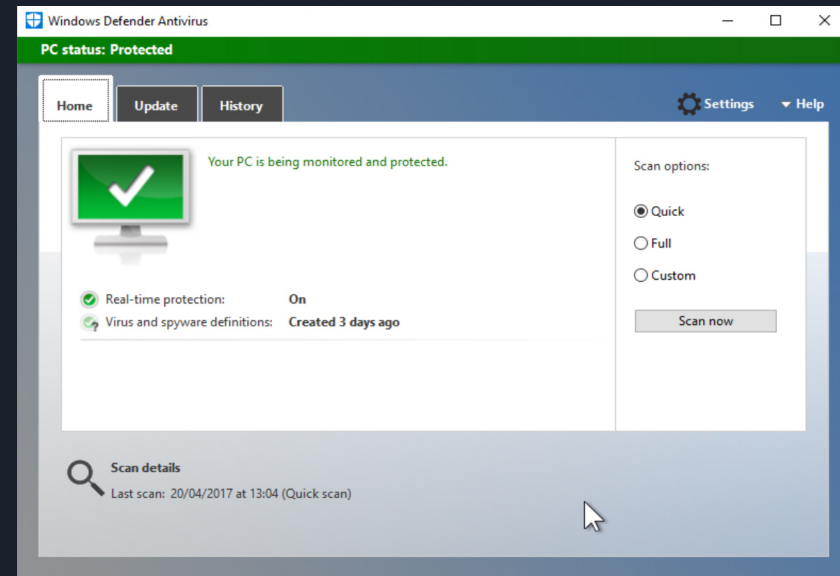 Windows Defender Antivirus
PC status: Protected
Home Update History Settings Help
Your PC is being monitored and protected.
Scan options:
Quick
Full
Custom
Real-time protection: On
Virus and spyware definitions: Created 3 days ago
Scan now
Scan details
Last scan: 20/04/2017 at 13:04 (Quick scan)